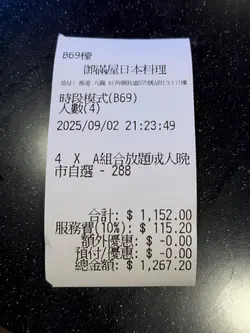 B69檯
御滿屋日本料理
時段模式(B69)
人數(4)
2025/09/02 21:23:49
4 X A組合放題成人晚
市自選 - 288
合計: $ 1,152.00
服務費(10%): $ 115.20
額外優惠: $ -0.00
預付/優惠: $ -0.00
總金額: $ 1,267.20